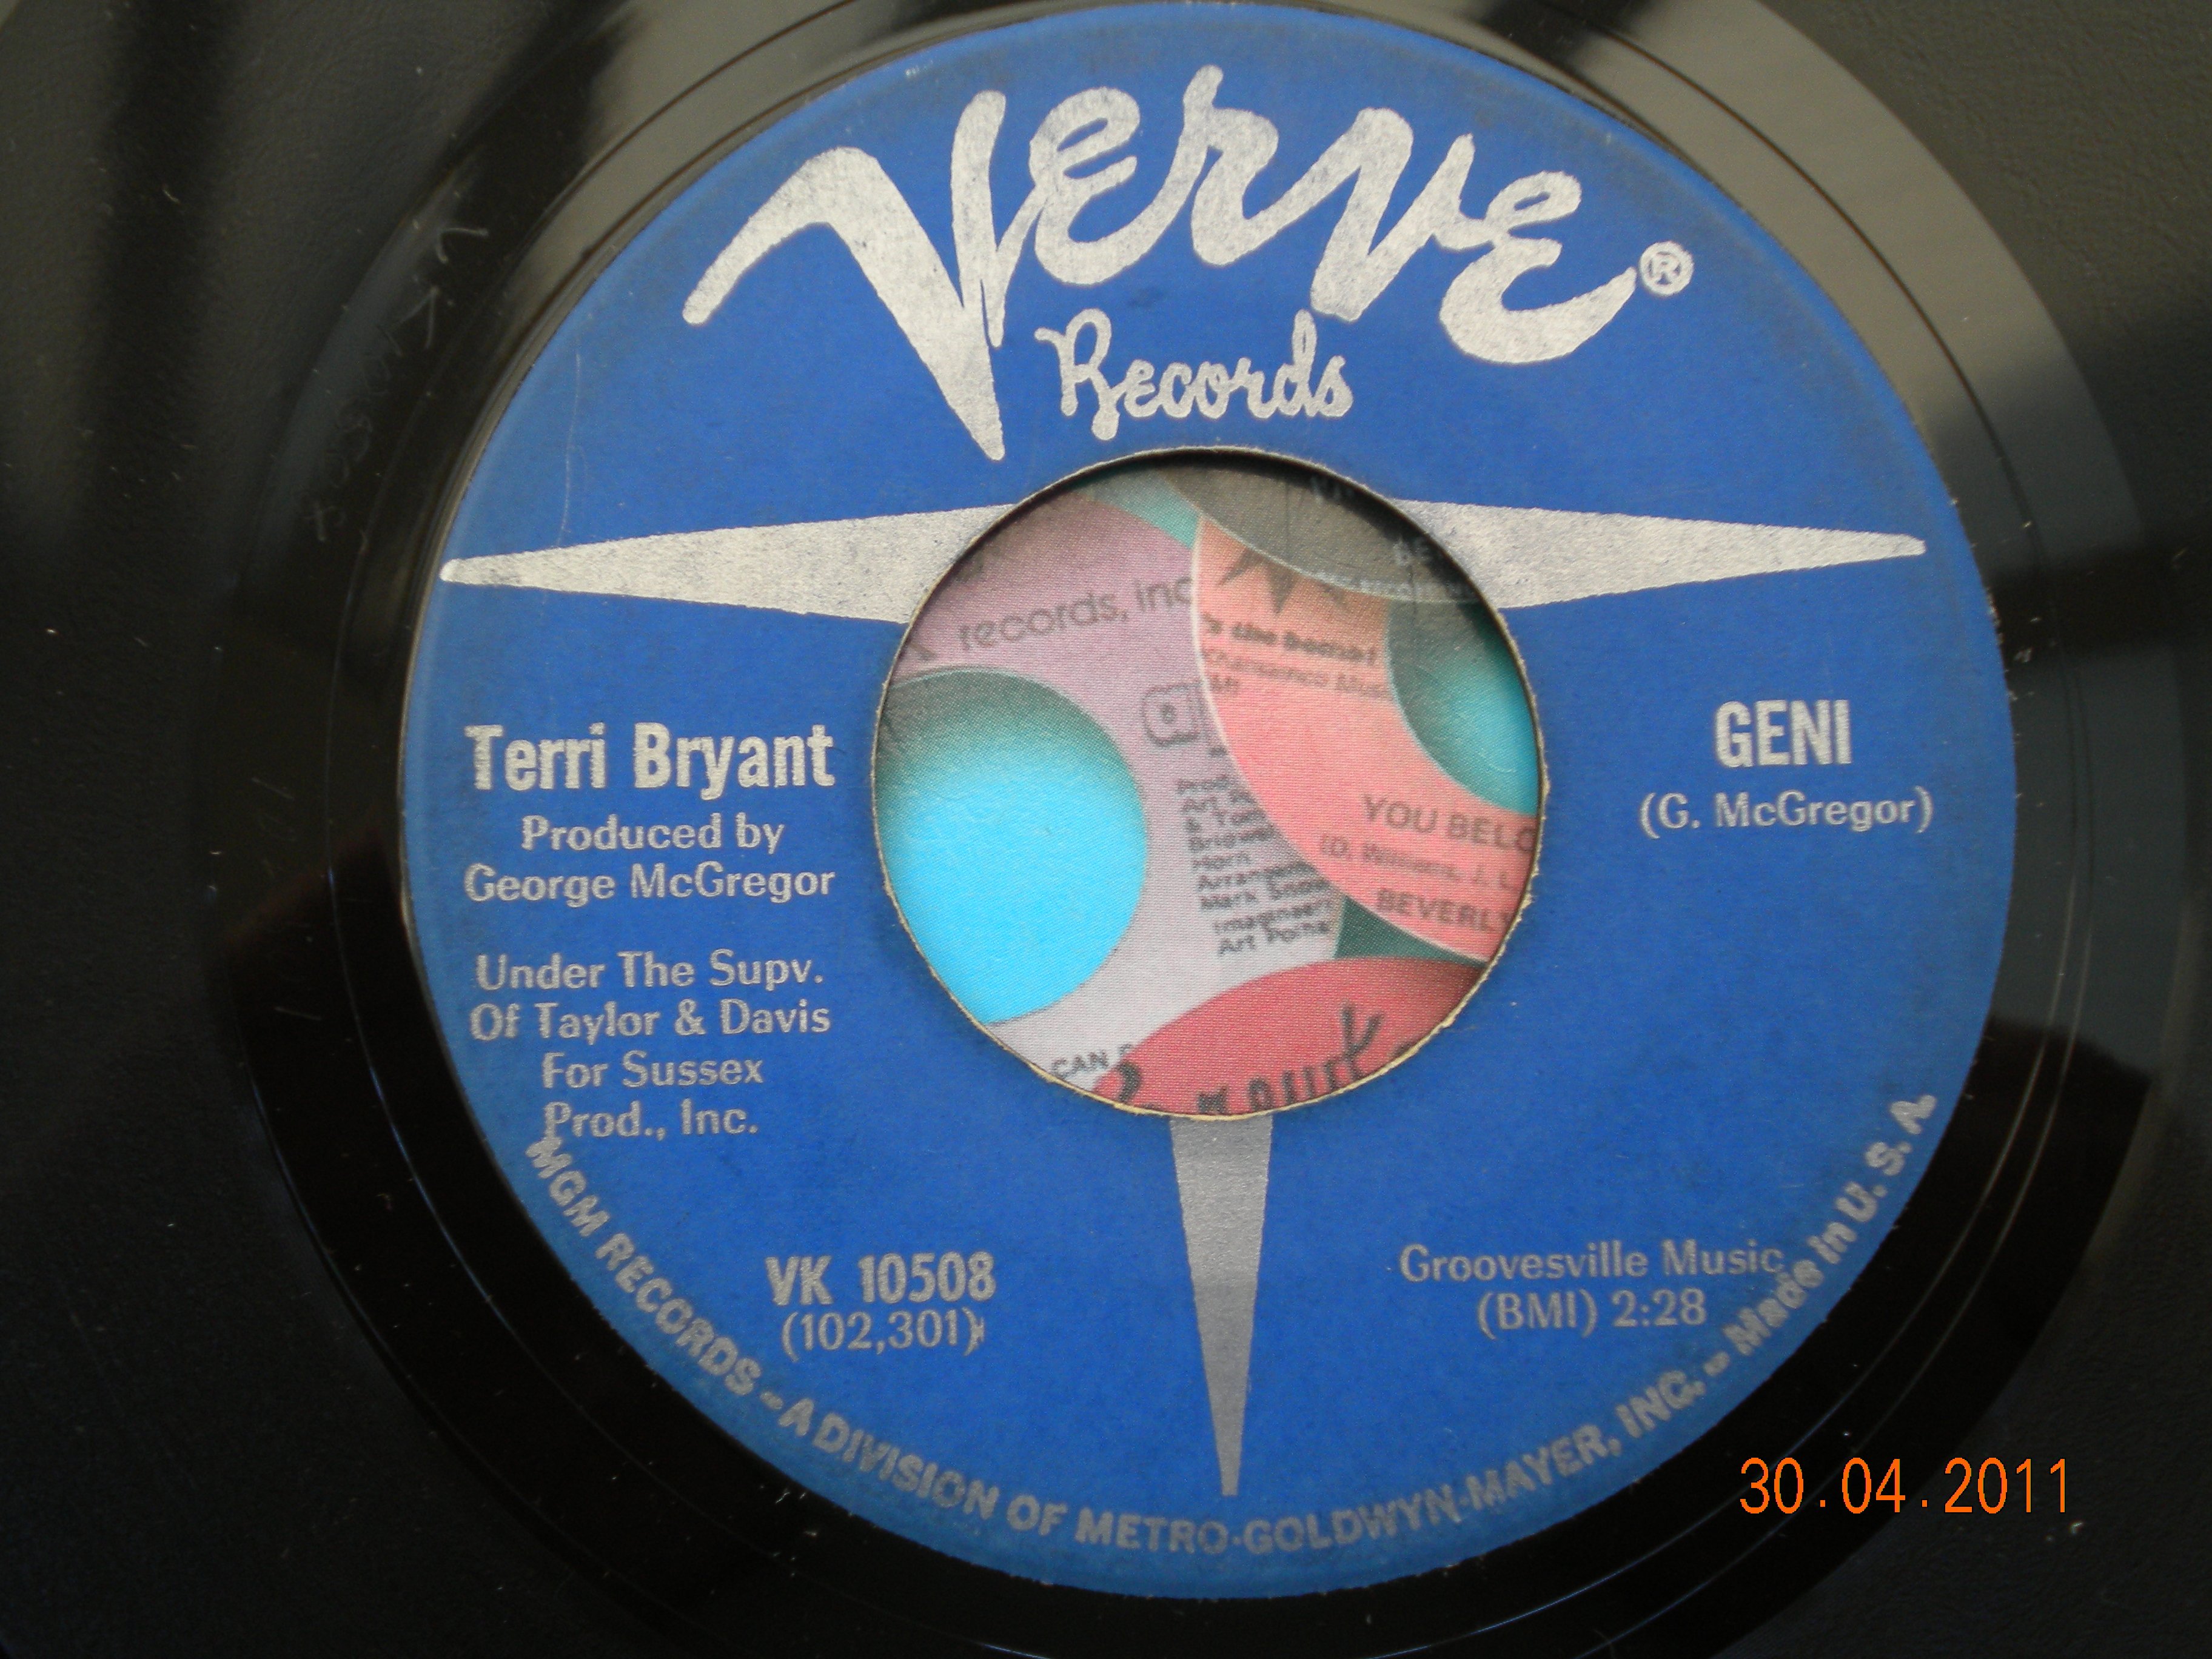 Verve®
Records
Terri Bryant
Produced by
George McGregor
Under The Supv.
Of Taylor & Davis
For Sussex
Prod., Inc.
GENI
(G. McGregor)
VK 10508
(102,301)
Groovesville Music
(BMI) 2:28
MGM RECORDS - A DIVISION OF METRO-GOLDWYN-MAYER, INC. - Made in U. S. A.
records, inc
YOU BELO
BEVERLY
CAN
30.04.2011